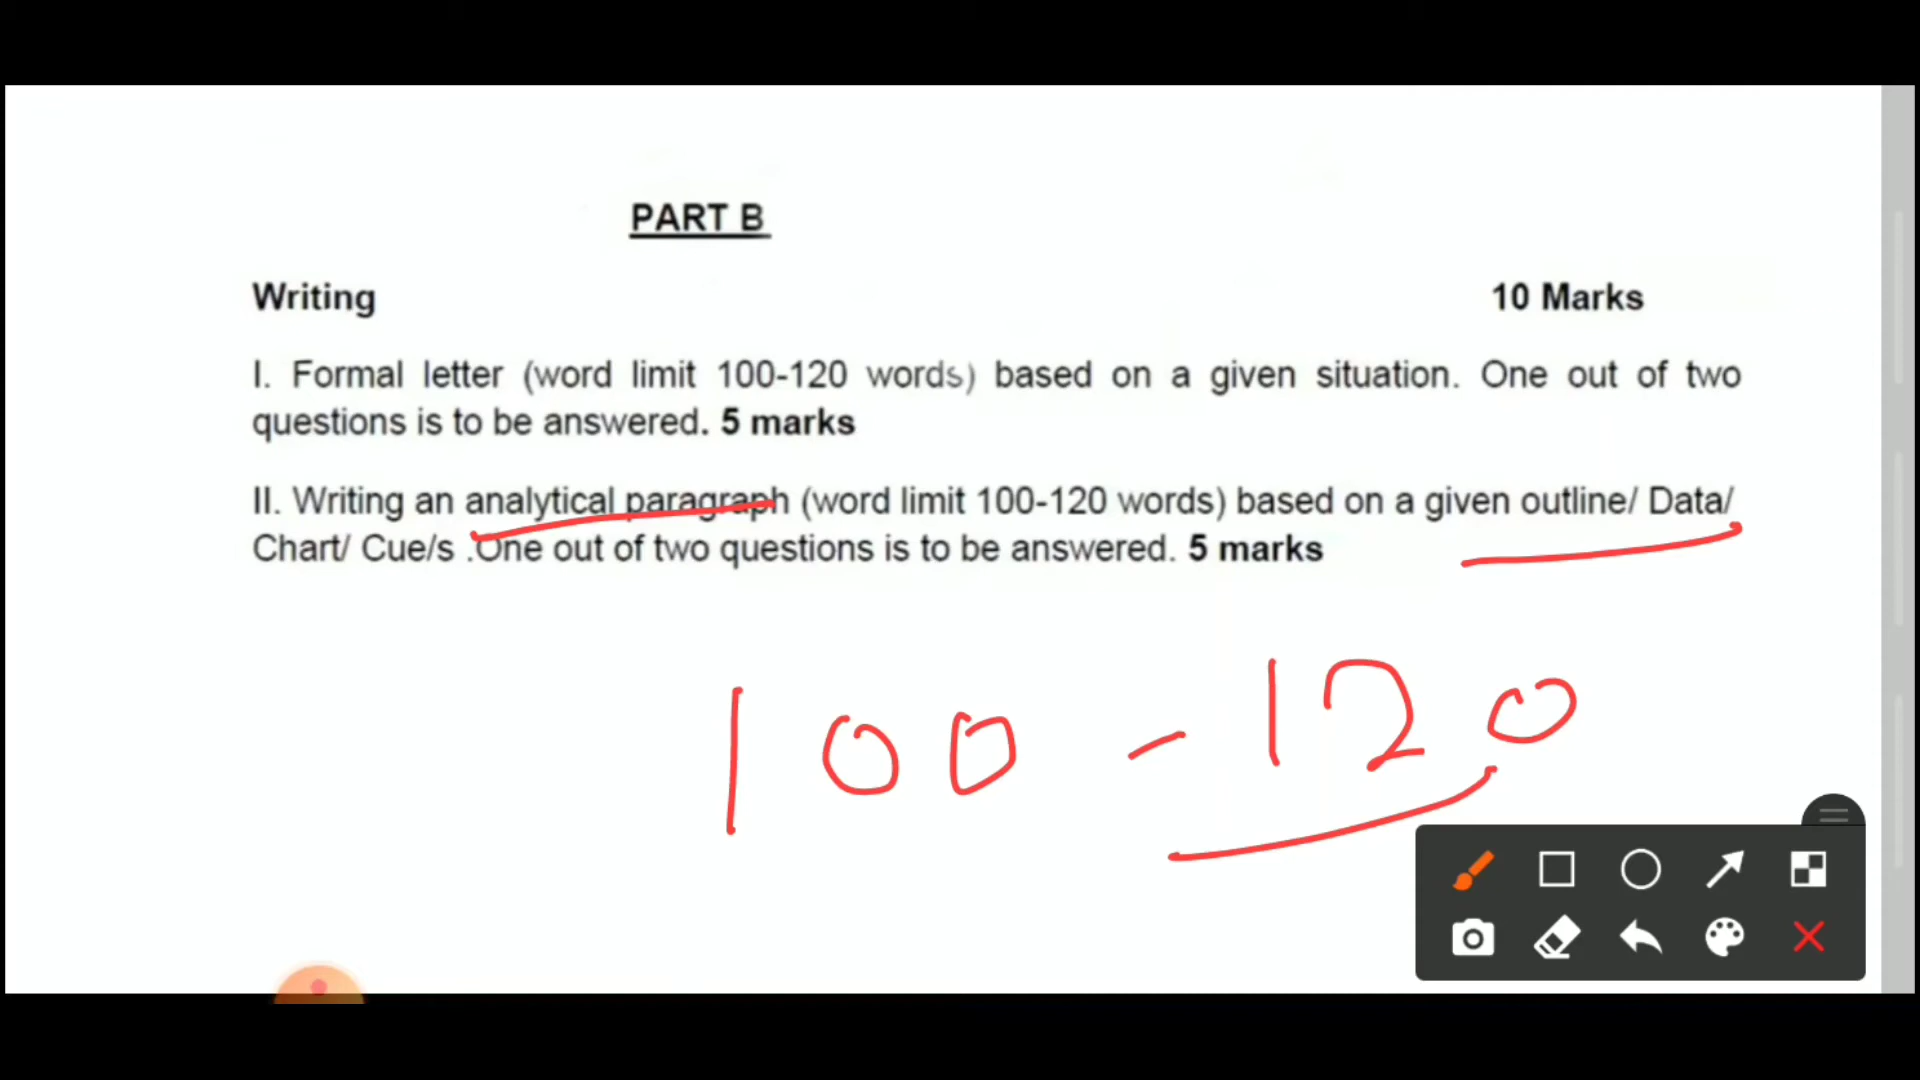 PART B
Writing 10 Marks
I. Formal letter (word limit 100-120 words) based on a given situation. One out of two
questions is to be answered. 5 marks
II. Writing an analytical paragraph (word limit 100-120 words) based on a given outline/ Data/
Chart/ Cue/s .One out of two questions is to be answered. 5 marks
100 - 120